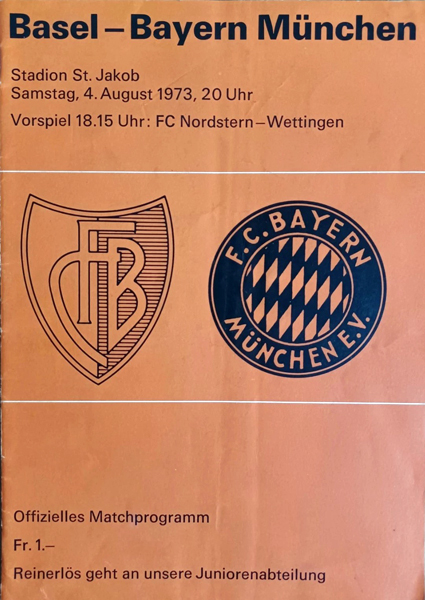 Basel – Bayern München
Stadion St. Jakob
Samstag, 4. August 1973, 20 Uhr
Vorspiel 18.15 Uhr: FC Nordstern – Wettingen
FCB
F.C. BAYERN
MÜNCHEN E.V.
Offizielles Matchprogramm
Fr. 1.–
Reinerlös geht an unsere Juniorenabteilung